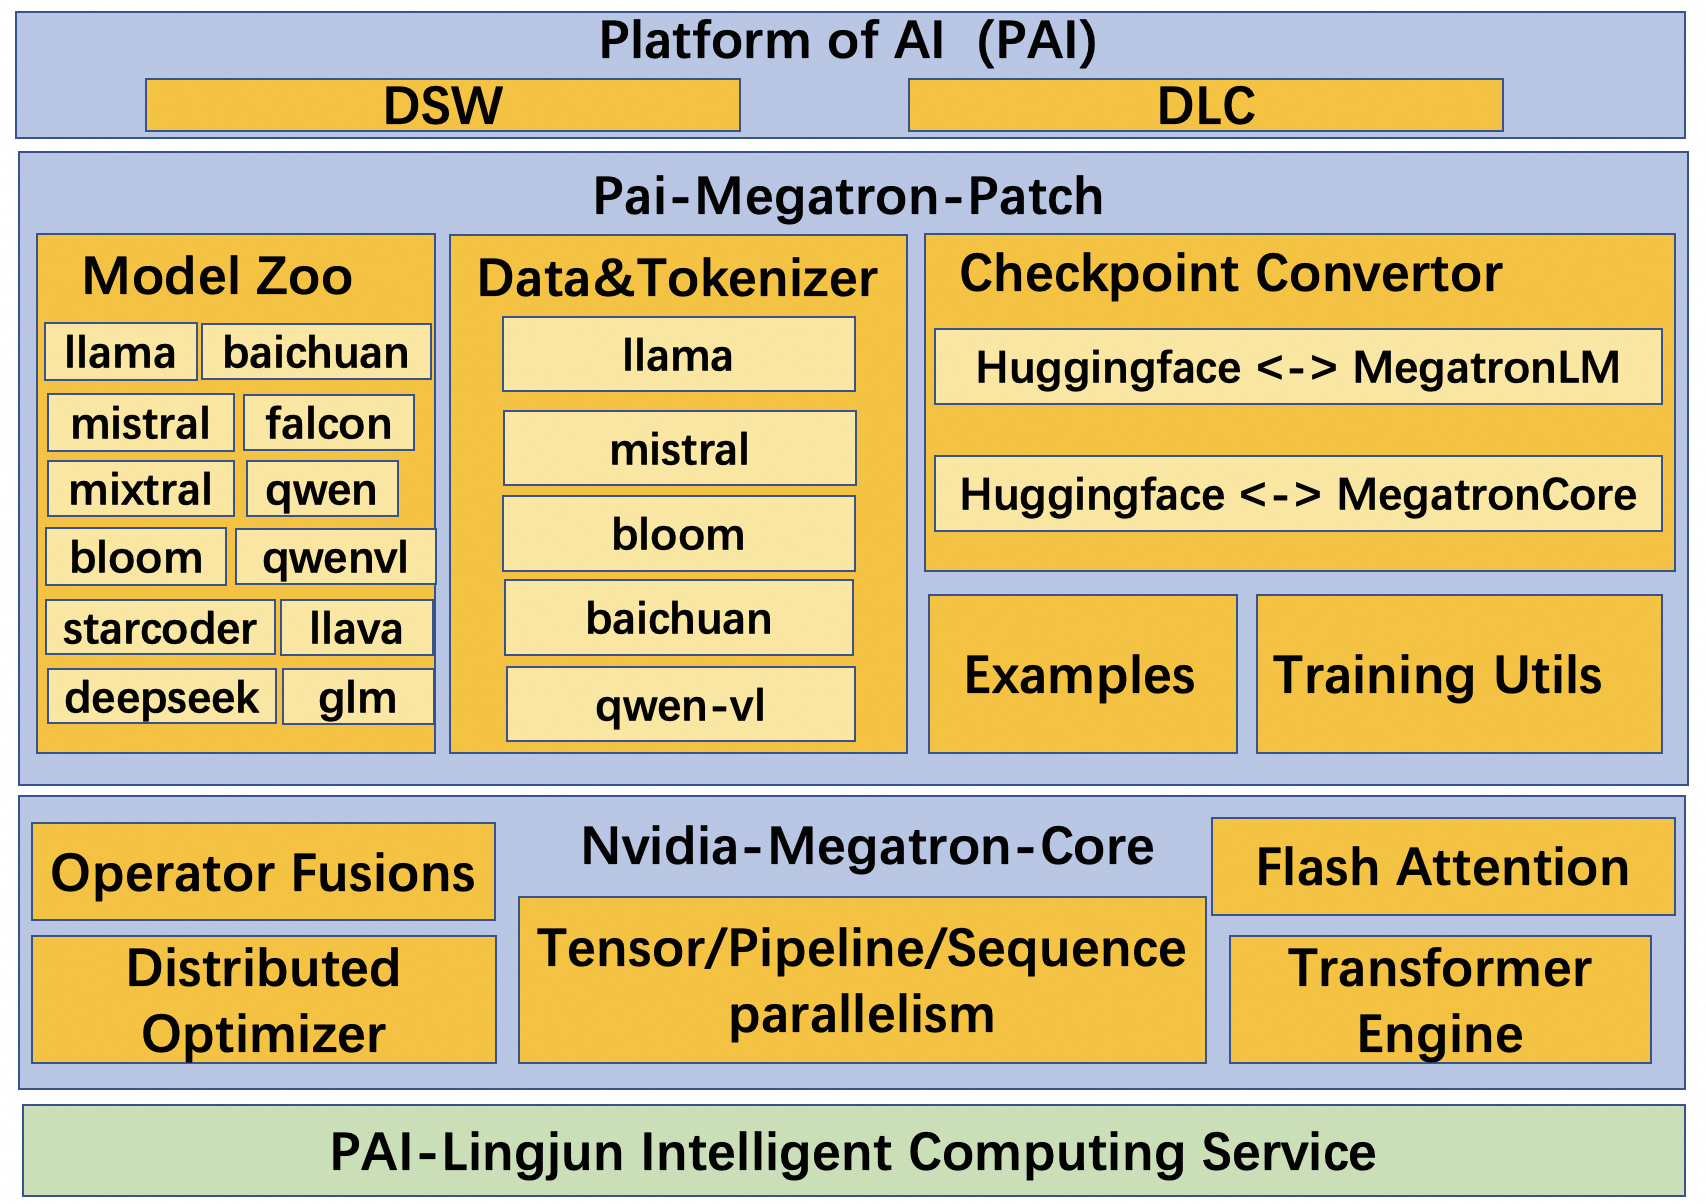 Platform of AI (PAI)
DSW
DLC
Pai-Megatron-Patch
Model Zoo
llama
baichuan
mistral
falcon
mixtral
qwen
bloom
qwenvl
starcoder
llava
deepseek
glm
Data&Tokenizer
llama
mistral
bloom
baichuan
qwen-vl
Checkpoint Convertor
Huggingface <-> MegatronLM
Huggingface <-> MegatronCore
Examples
Training Utils
Nvidia-Megatron-Core
Operator Fusions
Distributed
Optimizer
Tensor/Pipeline/Sequence
parallelism
Flash Attention
Transformer
Engine
PAI-Lingjun Intelligent Computing Service